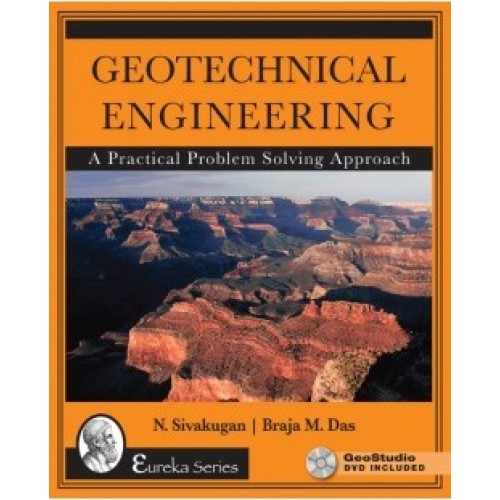 GEOTECHNICAL
ENGINEERING
A Practical Problem Solving Approach
N. Sivakugan | Braja M. Das
Eureka Series
GeoStudio
DVD INCLUDED